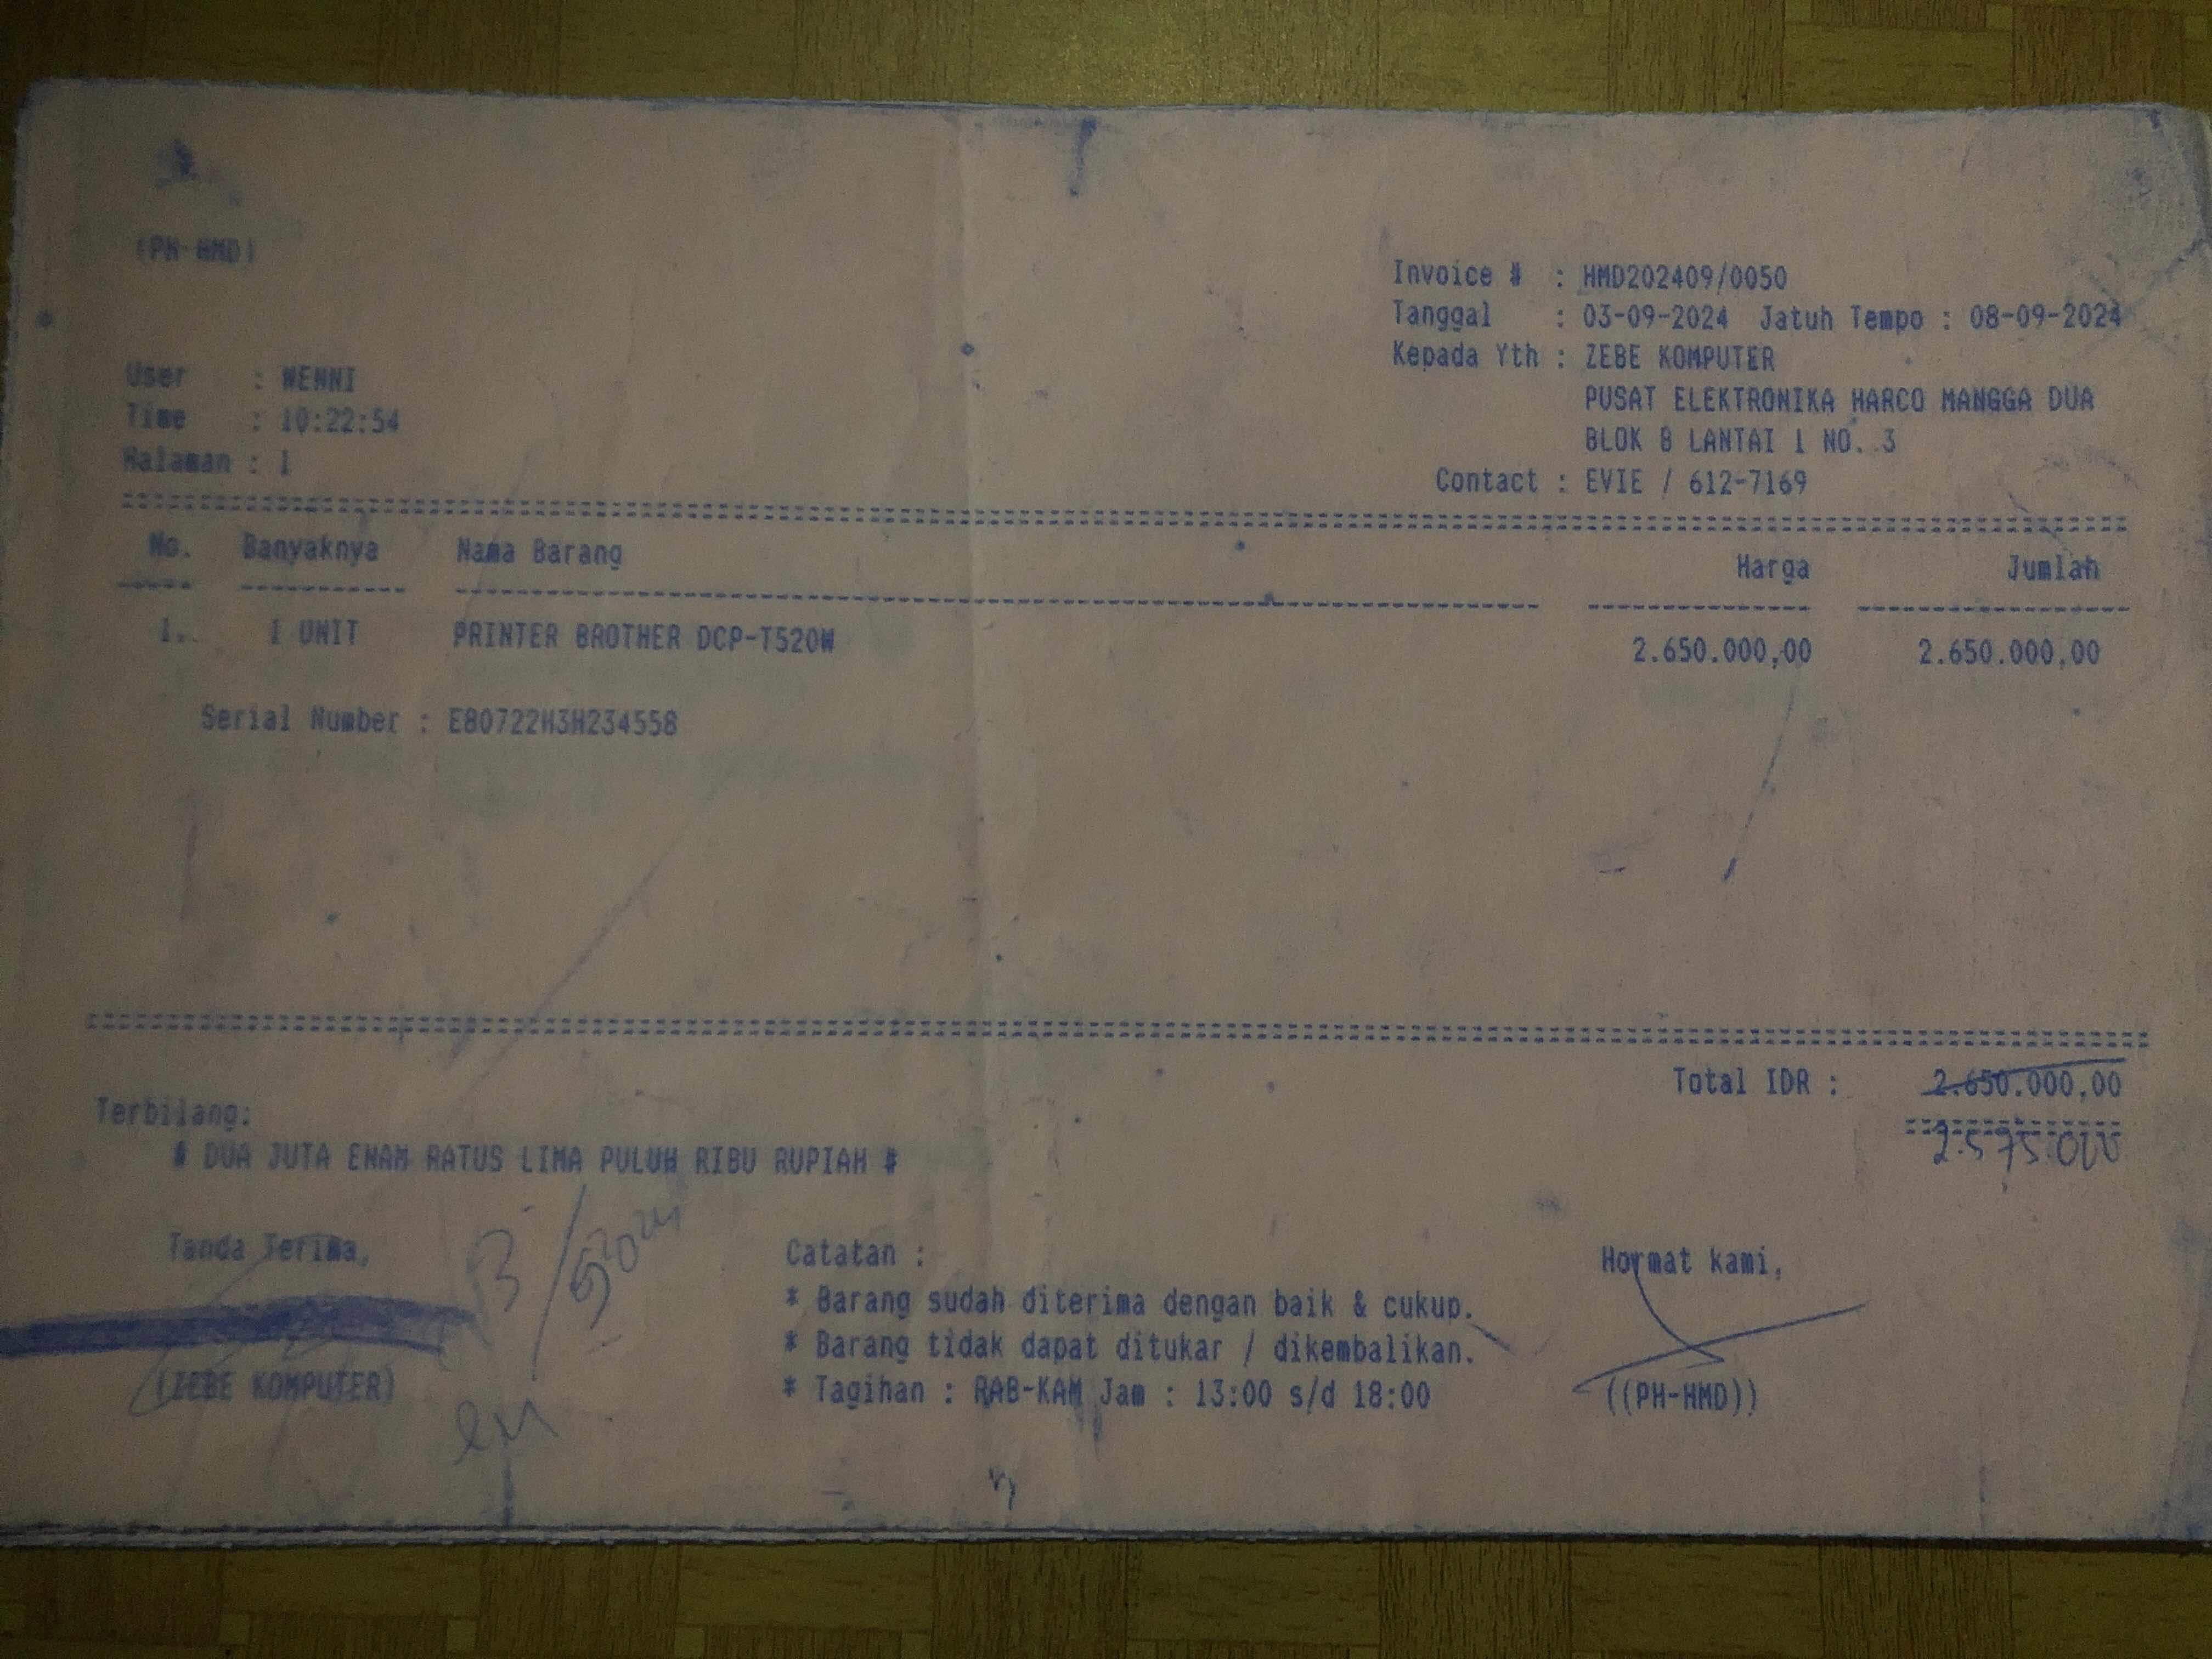 (PH-HMD)
Invoice # : HMD202409/0050
Tanggal : 03-09-2024 Jatuh Tempo : 08-09-2024
Kepada Yth : ZEBE KOMPUTER
PUSAT ELEKTRONIKA HARCO MANGGA DUA
BLOK B LANTAI 1 NO. 3
Contact : EVIE / 612-7169
User : WENNI
Time : 10:22:54
Halaman : 1
No. Banyaknya Nama Barang Harga Jumlah
1. 1 UNIT PRINTER BROTHER DCP-T520W 2.650.000,00 2.650.000,00
Serial Number : E80722H3H234558
Total IDR : 2.650.000,00
2.575.000
Terbilang:
# DUA JUTA ENAM RATUS LIMA PULUH RIBU RUPIAH #
Tanda Terima,
(ZEBE KOMPUTER)
Catatan :
* Barang sudah diterima dengan baik & cukup.
* Barang tidak dapat ditukar / dikembalikan.
* Tagihan : RAB-KAM Jam : 13:00 s/d 18:00
Hormat kami,
((PH-HMD))